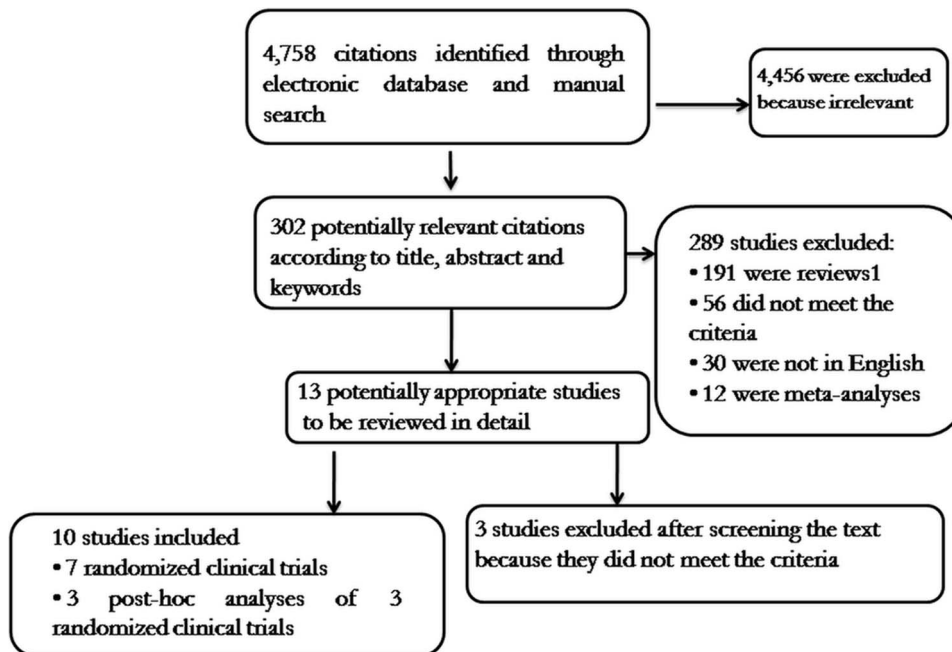 4,758 citations identified through
electronic database and manual
search
4,456 were excluded
because irrelevant
302 potentially relevant citations
according to title, abstract and
keywords
289 studies excluded:
• 191 were reviews1
• 56 did not meet the
criteria
• 30 were not in English
• 12 were meta-analyses
13 potentially appropriate studies
to be reviewed in detail
10 studies included
• 7 randomized clinical trials
• 3 post-hoc analyses of 3
randomized clinical trials
3 studies excluded after screening the text
because they did not meet the criteria